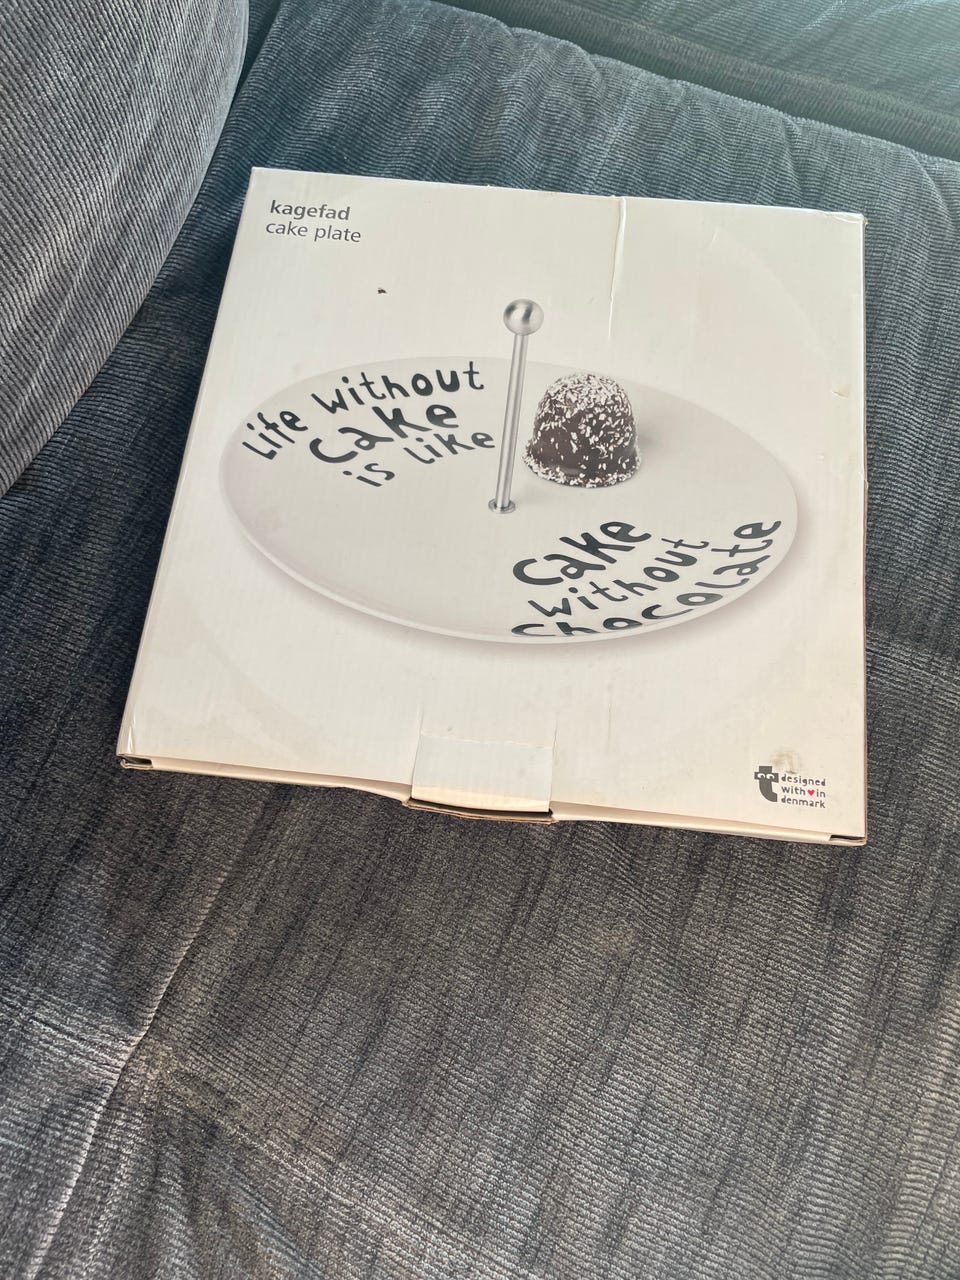 kagefad
cake plate
Life without
cake
is like
cake
without
chocolate
t designed
with♥in
denmark